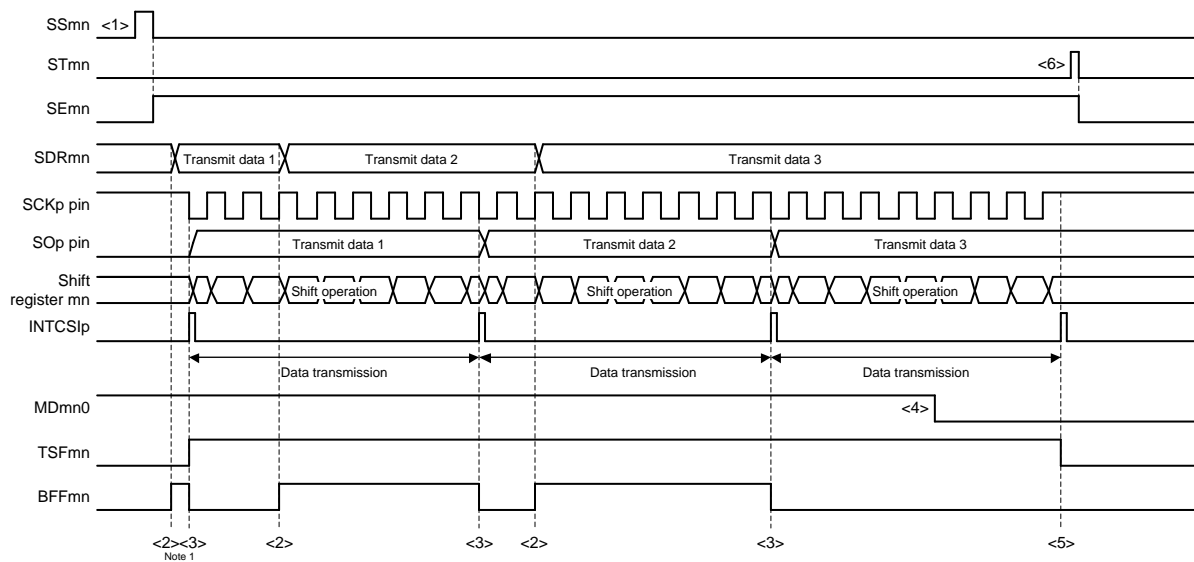 SSmn <1>
STmn <6>
SEmn
SDRmn Transmit data 1 Transmit data 2 Transmit data 3
SCKp pin
SOp pin Transmit data 1 Transmit data 2 Transmit data 3
Shift
register mn Shift operation Shift operation Shift operation
INTCSIp
Data transmission Data transmission Data transmission
MDmn0 <4>
TSFmn
BFFmn
<2><3> <2> <3> <2> <3> <5>
Note 1